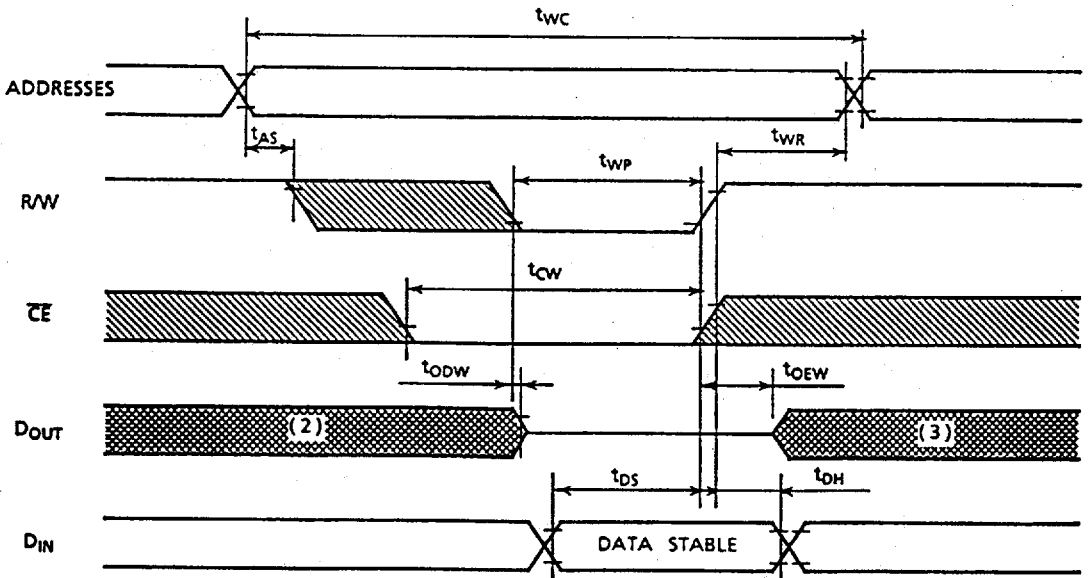 tWC
ADDRESSES
tAS
tWR
tWP
R/W
tCW
CE
tODW
tOEW
DOUT
(2)
(3)
tDS
tDH
DIN
DATA STABLE